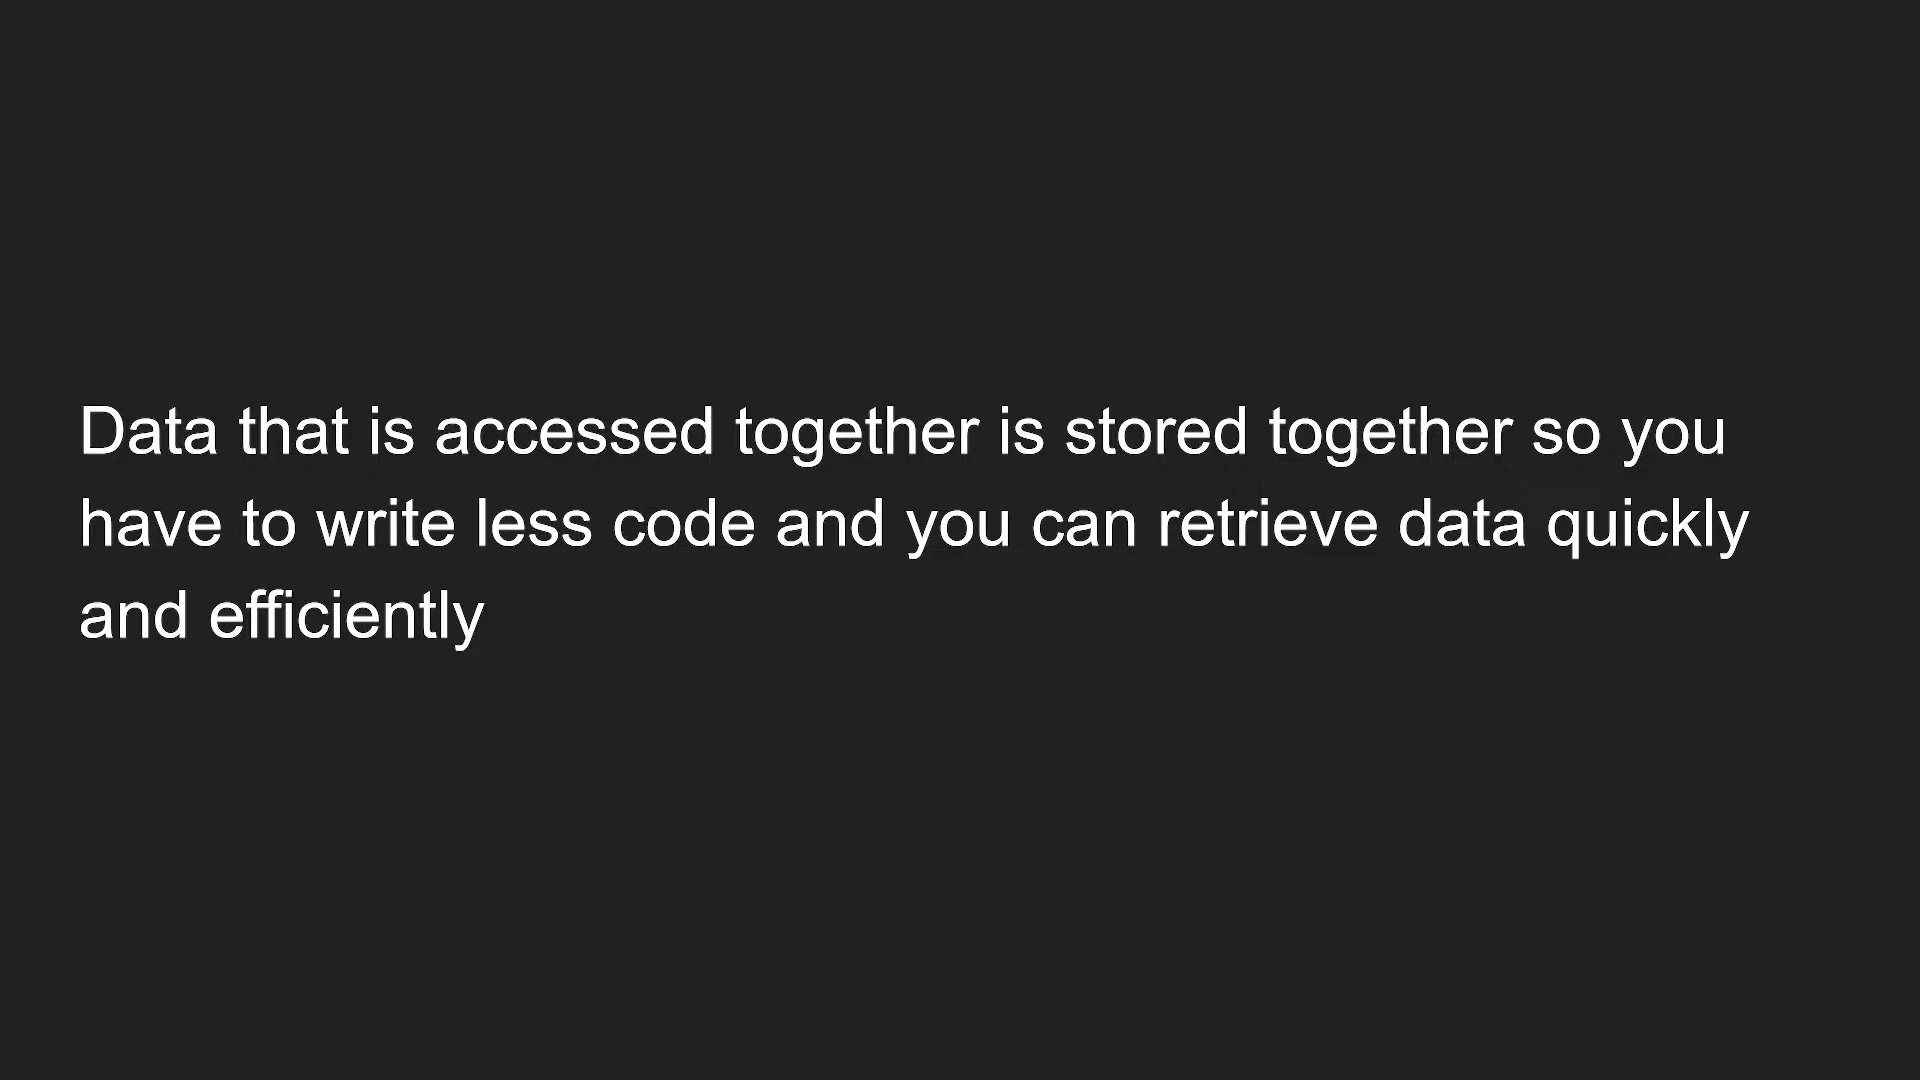 Data that is accessed together is stored together so you
have to write less code and you can retrieve data quickly
and efficiently